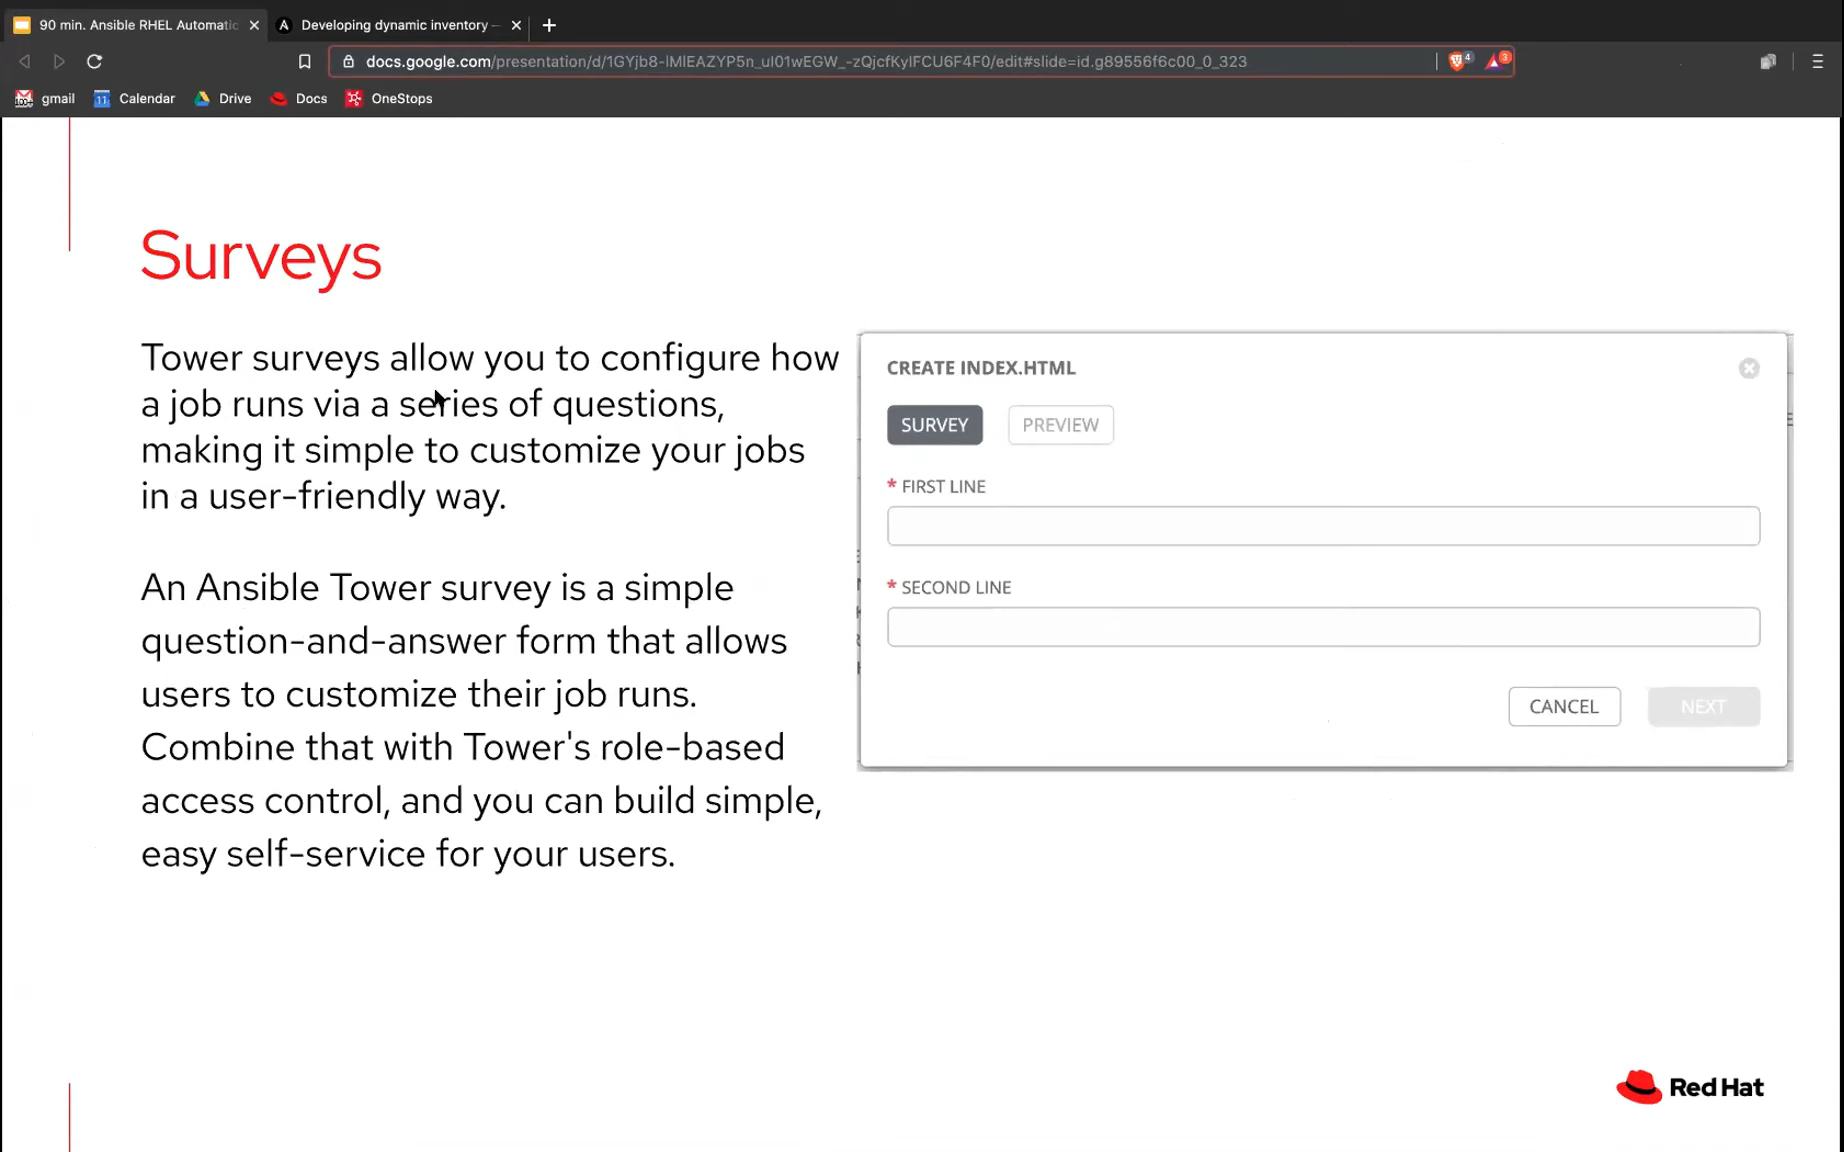 90 min. Ansible RHEL Automatic
Developing dynamic inventory —
docs.google.com/presentation/d/1GYjb8-lMlEAZYP5n_ul01wEGW_-zQjcfKylFCU6F4F0/edit#slide=id.g89556f6c00_0_323
4
3
gmail
Calendar
Drive
Docs
OneStops
Surveys
Tower surveys allow you to configure how
a job runs via a series of questions,
making it simple to customize your jobs
in a user-friendly way.
An Ansible Tower survey is a simple
question-and-answer form that allows
users to customize their job runs.
Combine that with Tower's role-based
access control, and you can build simple,
easy self-service for your users.
CREATE INDEX.HTML
SURVEY
PREVIEW
* FIRST LINE
* SECOND LINE
CANCEL
NEXT
Red Hat